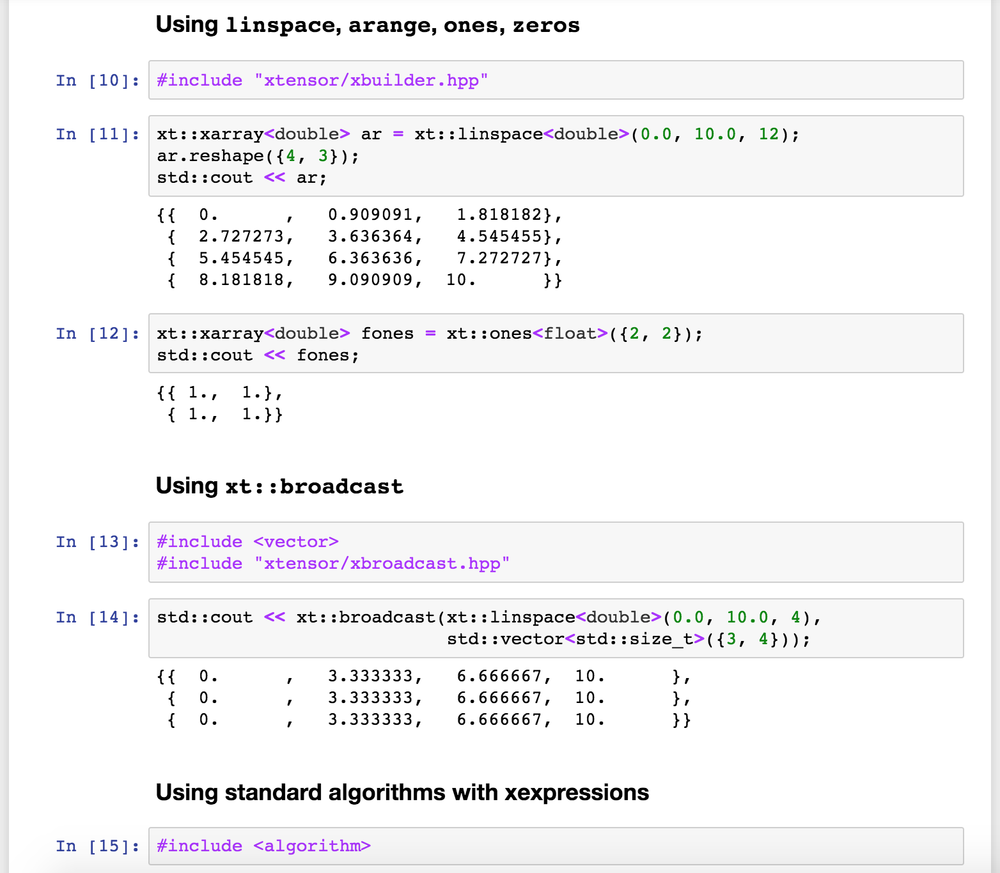 Using linspace, arange, ones, zeros
In [10]: #include "xtensor/xbuilder.hpp"
In [11]: xt::xarray<double> ar = xt::linspace<double>(0.0, 10.0, 12);
ar.reshape({4, 3});
std::cout << ar;
{{  0.      ,   0.909091,   1.818182},
 {  2.727273,   3.636364,   4.545455},
 {  5.454545,   6.363636,   7.272727},
 {  8.181818,   9.090909,  10.      }}
In [12]: xt::xarray<double> fones = xt::ones<float>({2, 2});
std::cout << fones;
{{ 1.,  1.},
 { 1.,  1.}}
Using xt::broadcast
In [13]: #include <vector>
#include "xtensor/xbroadcast.hpp"
In [14]: std::cout << xt::broadcast(xt::linspace<double>(0.0, 10.0, 4),
                           std::vector<std::size_t>({3, 4}));
{{  0.      ,   3.333333,   6.666667,  10.      },
 {  0.      ,   3.333333,   6.666667,  10.      },
 {  0.      ,   3.333333,   6.666667,  10.      }}
Using standard algorithms with xexpressions
In [15]: #include <algorithm>